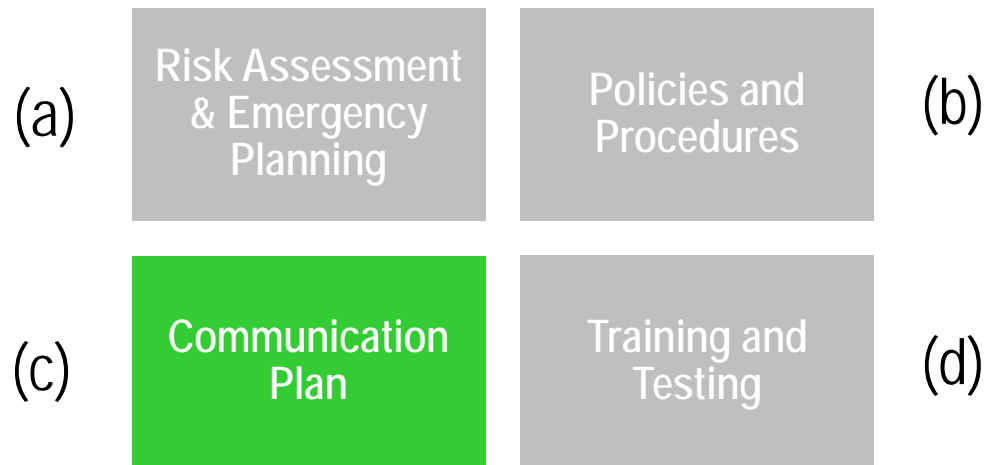 (a)
Risk Assessment
& Emergency
Planning
Policies and
Procedures
(b)
(c)
Communication
Plan
Training and
Testing
(d)